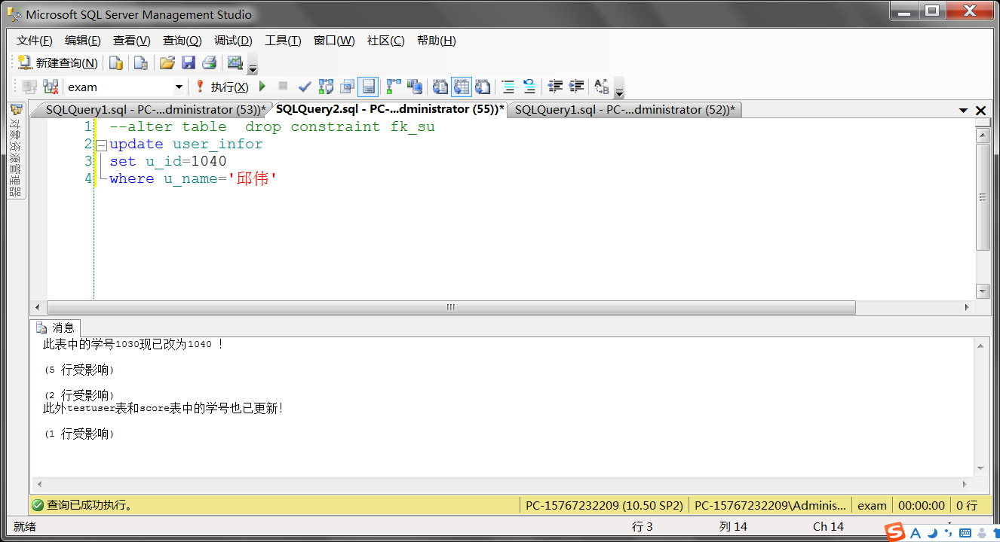 Microsoft SQL Server Management Studio
文件(F) 编辑(E) 查看(V) 查询(Q) 调试(D) 工具(T) 窗口(W) 社区(C) 帮助(H)
新建查询(N)
exam 执行(X)
SQLQuery1.sql - PC-...dministrator (53))* SQLQuery2.sql - PC-...dministrator (55))* SQLQuery1.sql - PC-...dministrator (52))*
对象资源管理器
1 --alter table  drop constraint fk_su
2 update user_infor
3 set u_id=1040
4 where u_name='邱伟'
消息
此表中的学号1030现已改为1040 !
(5 行受影响)
(2 行受影响)
此外testuser表和score表中的学号也已更新!
(1 行受影响)
查询已成功执行。 PC-15767232209 (10.50 SP2) PC-15767232209\Adminis... exam 00:00:00 0 行
就绪 行 3 列 14 Ch 14